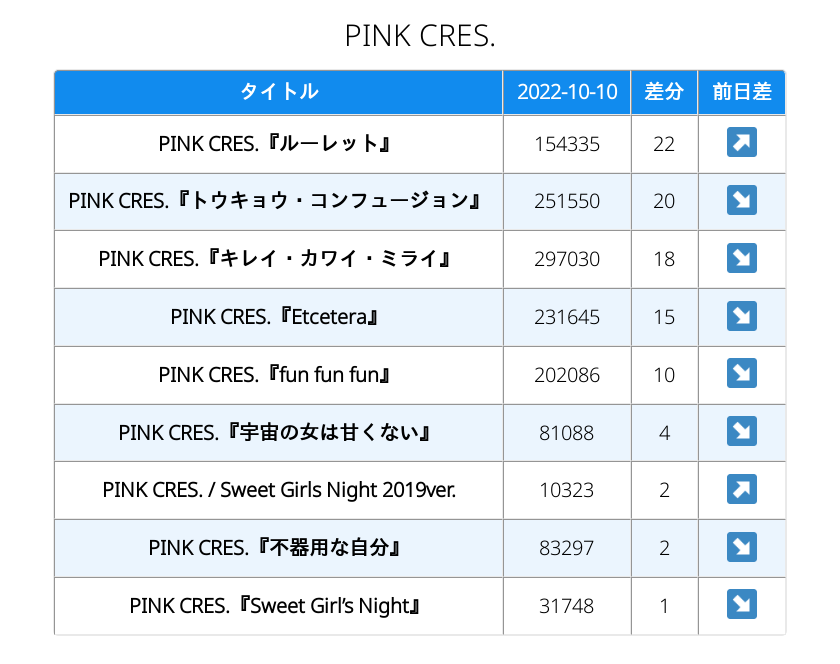 PINK CRES.
タイトル 2022-10-10 差分 前日差
PINK CRES.『ルーレット』 154335 22 ↗
PINK CRES.『トウキョウ・コンフュージョン』 251550 20 ↘
PINK CRES.『キレイ・カワイ・ミライ』 297030 18 ↘
PINK CRES.『Etcetera』 231645 15 ↘
PINK CRES.『fun fun fun』 202086 10 ↘
PINK CRES.『宇宙の女は甘くない』 81088 4 ↘
PINK CRES. / Sweet Girls Night 2019ver. 10323 2 ↗
PINK CRES.『不器用な自分』 83297 2 ↘
PINK CRES.『Sweet Girl’s Night』 31748 1 ↘